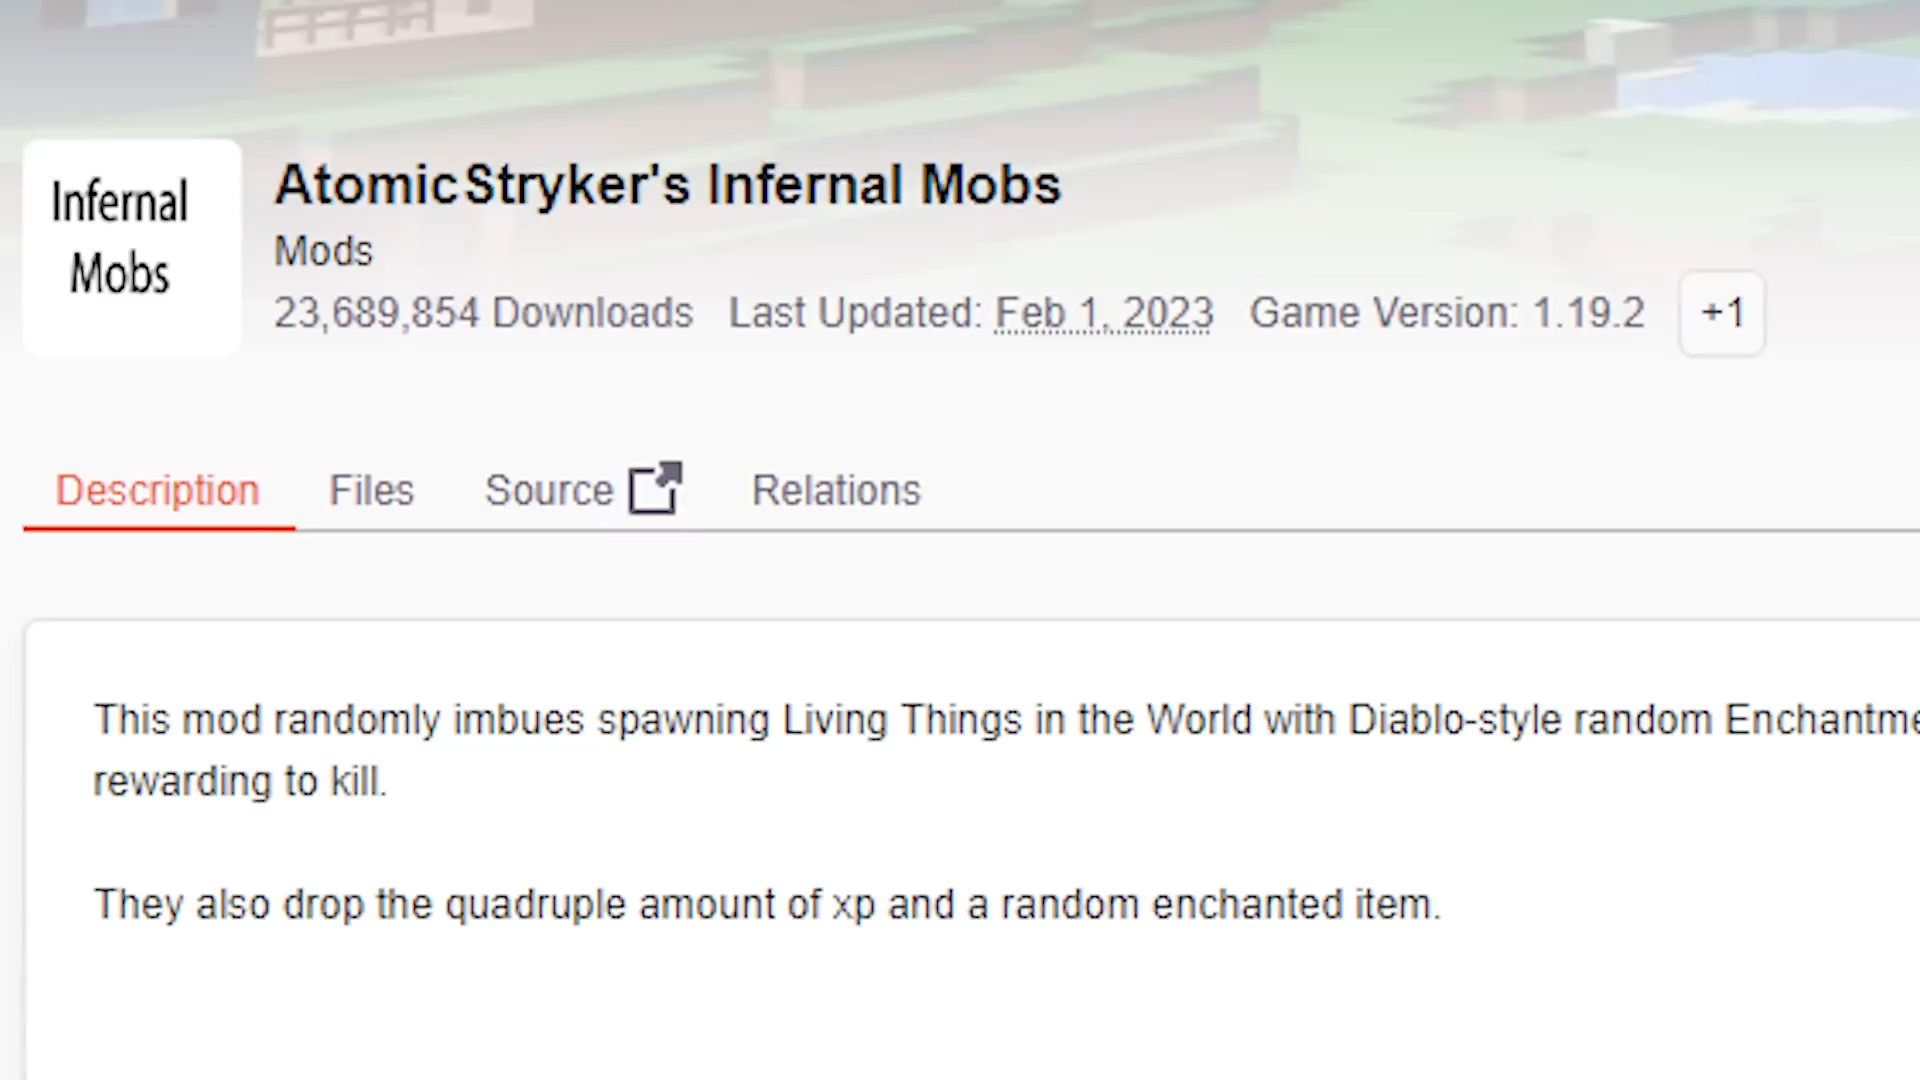 Infernal
Mobs
AtomicStryker's Infernal Mobs
Mods
23,689,854 Downloads Last Updated: Feb 1, 2023 Game Version: 1.19.2 +1
Description Files Source Relations
This mod randomly imbues spawning Living Things in the World with Diablo-style random Enchantme
rewarding to kill.
They also drop the quadruple amount of xp and a random enchanted item.